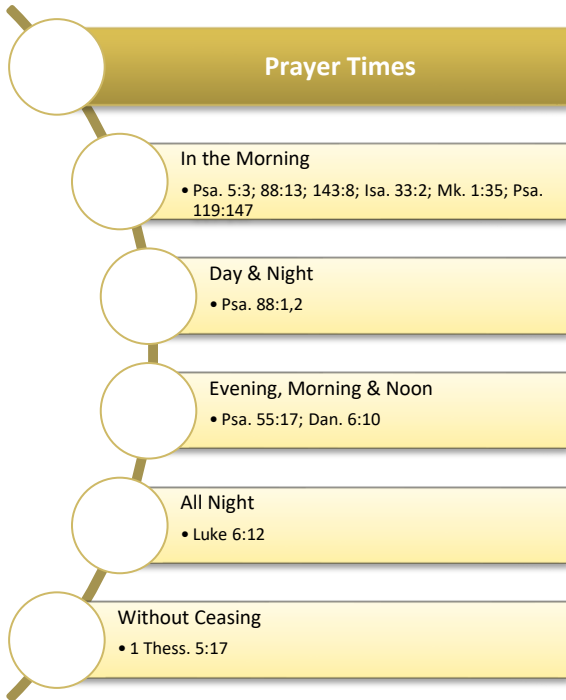 Prayer Times
In the Morning
• Psa. 5:3; 88:13; 143:8; Isa. 33:2; Mk. 1:35; Psa.
119:147
Day & Night
• Psa. 88:1,2
Evening, Morning & Noon
• Psa. 55:17; Dan. 6:10
All Night
• Luke 6:12
Without Ceasing
• 1 Thess. 5:17